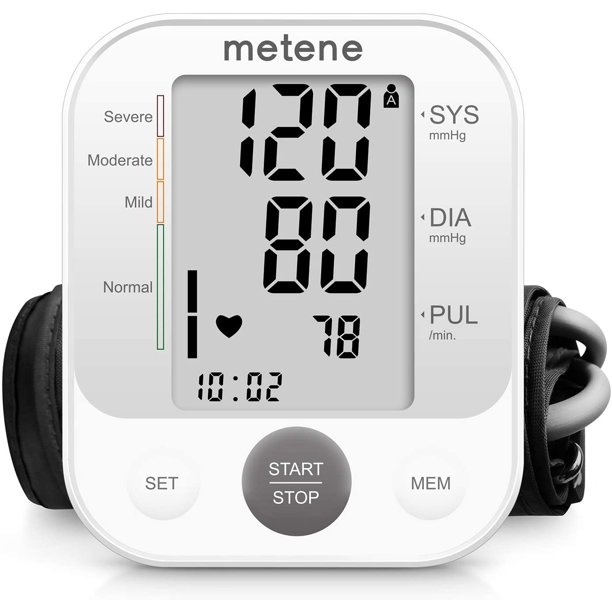 metene
Severe
Moderate
Mild
Normal
120
A
SYS
mmHg
80
DIA
mmHg
78
PUL
/min.
10:02
SET
START
STOP
MEM